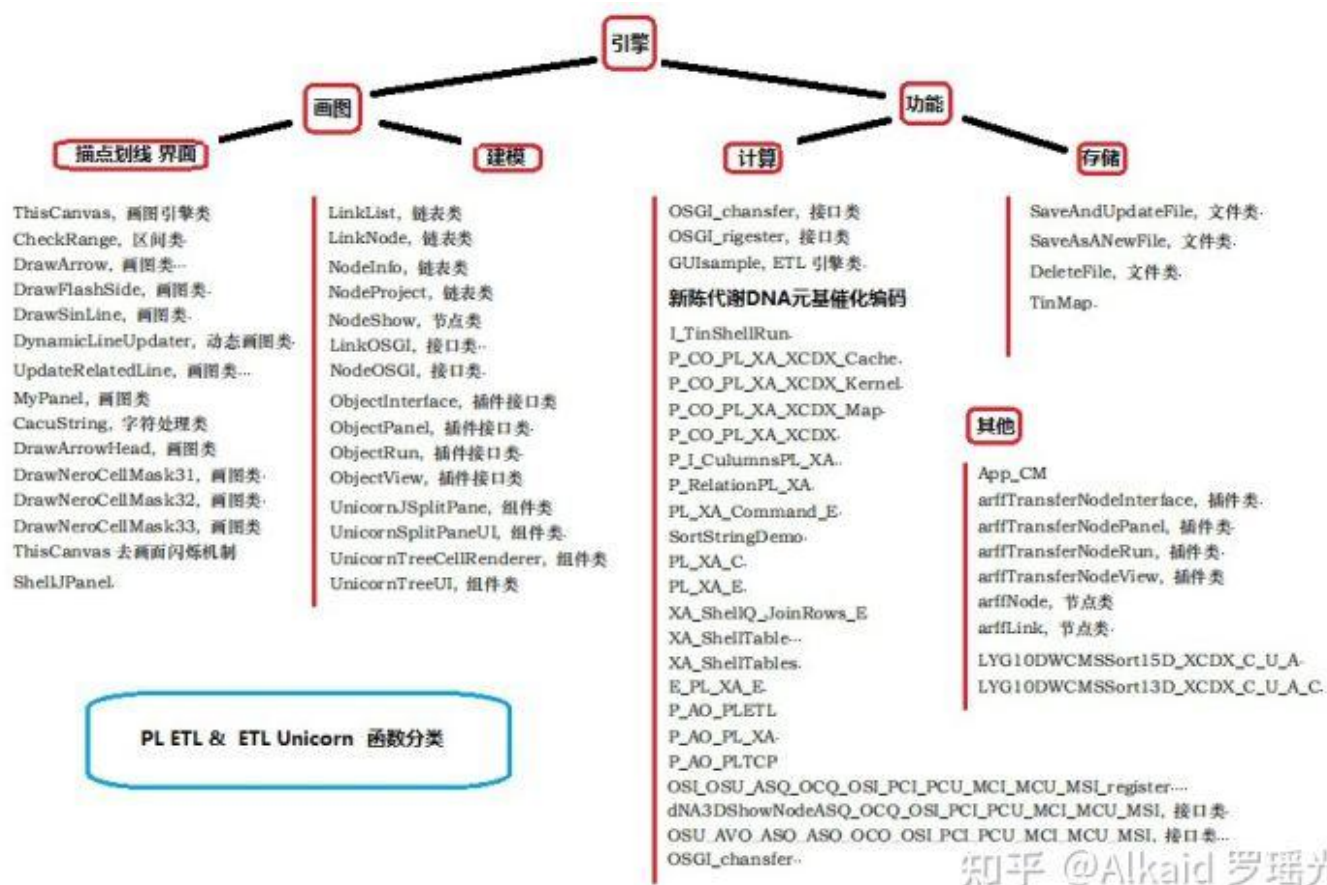 引擎
画图
功能
描点划线 界面
建模
计算
存储
ThisCanvas, 画图引擎类
CheckRange, 区间类.
DrawArrow, 画图类...
DrawFlashSide, 画图类.
DrawSinLine, 画图类.
DynamicLineUpdater, 动态画图类.
UpdateRelatedLine, 画图类...
MyPanel, 画图类
CacuString, 字符处理类
DrawArrowHead, 画图类
DrawNeroCellMask31, 画图类.
DrawNeroCellMask32, 画图类.
DrawNeroCellMask33, 画图类
ThisCanvas 去画面闪烁机制
ShellJPanel.
LinkList, 链表类
LinkNode, 链表类
NodeInfo, 链表类
NodeProject, 链表类
NodeShow, 节点类
LinkOSGI, 接口类..
NodeOSGI, 接口类.
ObjectInterface, 插件接口类
ObjectPanel, 插件接口类.
ObjectRun, 插件接口类.
ObjectView, 插件接口类
UnicornJSplitPane, 组件类
UnicornSplitPaneUI, 组件类.
UnicornTreeCellRenderer, 组件类
UnicornTreeUI, 组件类
OSGI_chansfer, 接口类
OSGI_rigester, 接口类
GUIsample, ETL 引擎类.
新陈代谢DNA元基催化编码
I_TinShellRun.
P_CO_PL_XA_XCDX_Cache.
P_CO_PL_XA_XCDX_Kernel.
P_CO_PL_XA_XCDX_Map.
P_CO_PL_XA_XCDX.
P_I_CulumnsPL_XA..
P_RelationPL_XA.
PL_XA_Command_E.
SortStringDemo.
PL_XA_C.
PL_XA_E.
XA_ShellQ_JoinRows_E
XA_ShellTable...
XA_ShellTables.
E_PL_XA_E.
P_AO_PLETL
P_AO_PL_XA.
P_AO_PLTCP
OSI_OSU_ASQ_OCQ_OSI_PCI_PCU_MCI_MCU_MSI_register....
dNA3DShowNodeASQ_OCQ_OSI_PCI_PCU_MCI_MCU_MSI, 接口类.
OSU_AVQ_ASQ_ASQ_OCQ_OSI_PCI_PCU_MCI_MCU_MSI, 接口类...
OSGI_chansfer..
SaveAndUpdateFile, 文件类.
SaveAsANewFile, 文件类.
DeleteFile, 文件类.
TinMap.
其他
App_CM
arffTransferNodeInterface, 插件类.
arffTransferNodePanel, 插件类.
arffTransferNodeRun, 插件类.
arffTransferNodeView, 插件类
arffNode, 节点类
arffLink, 节点类.
LYG10DWCMSSort15D_XCDX_C_U_A.
LYG10DWCMSSort13D_XCDX_C_U_A_C.
PL ETL & ETL Unicorn 函数分类
知乎 @Alkaid 罗瑶光